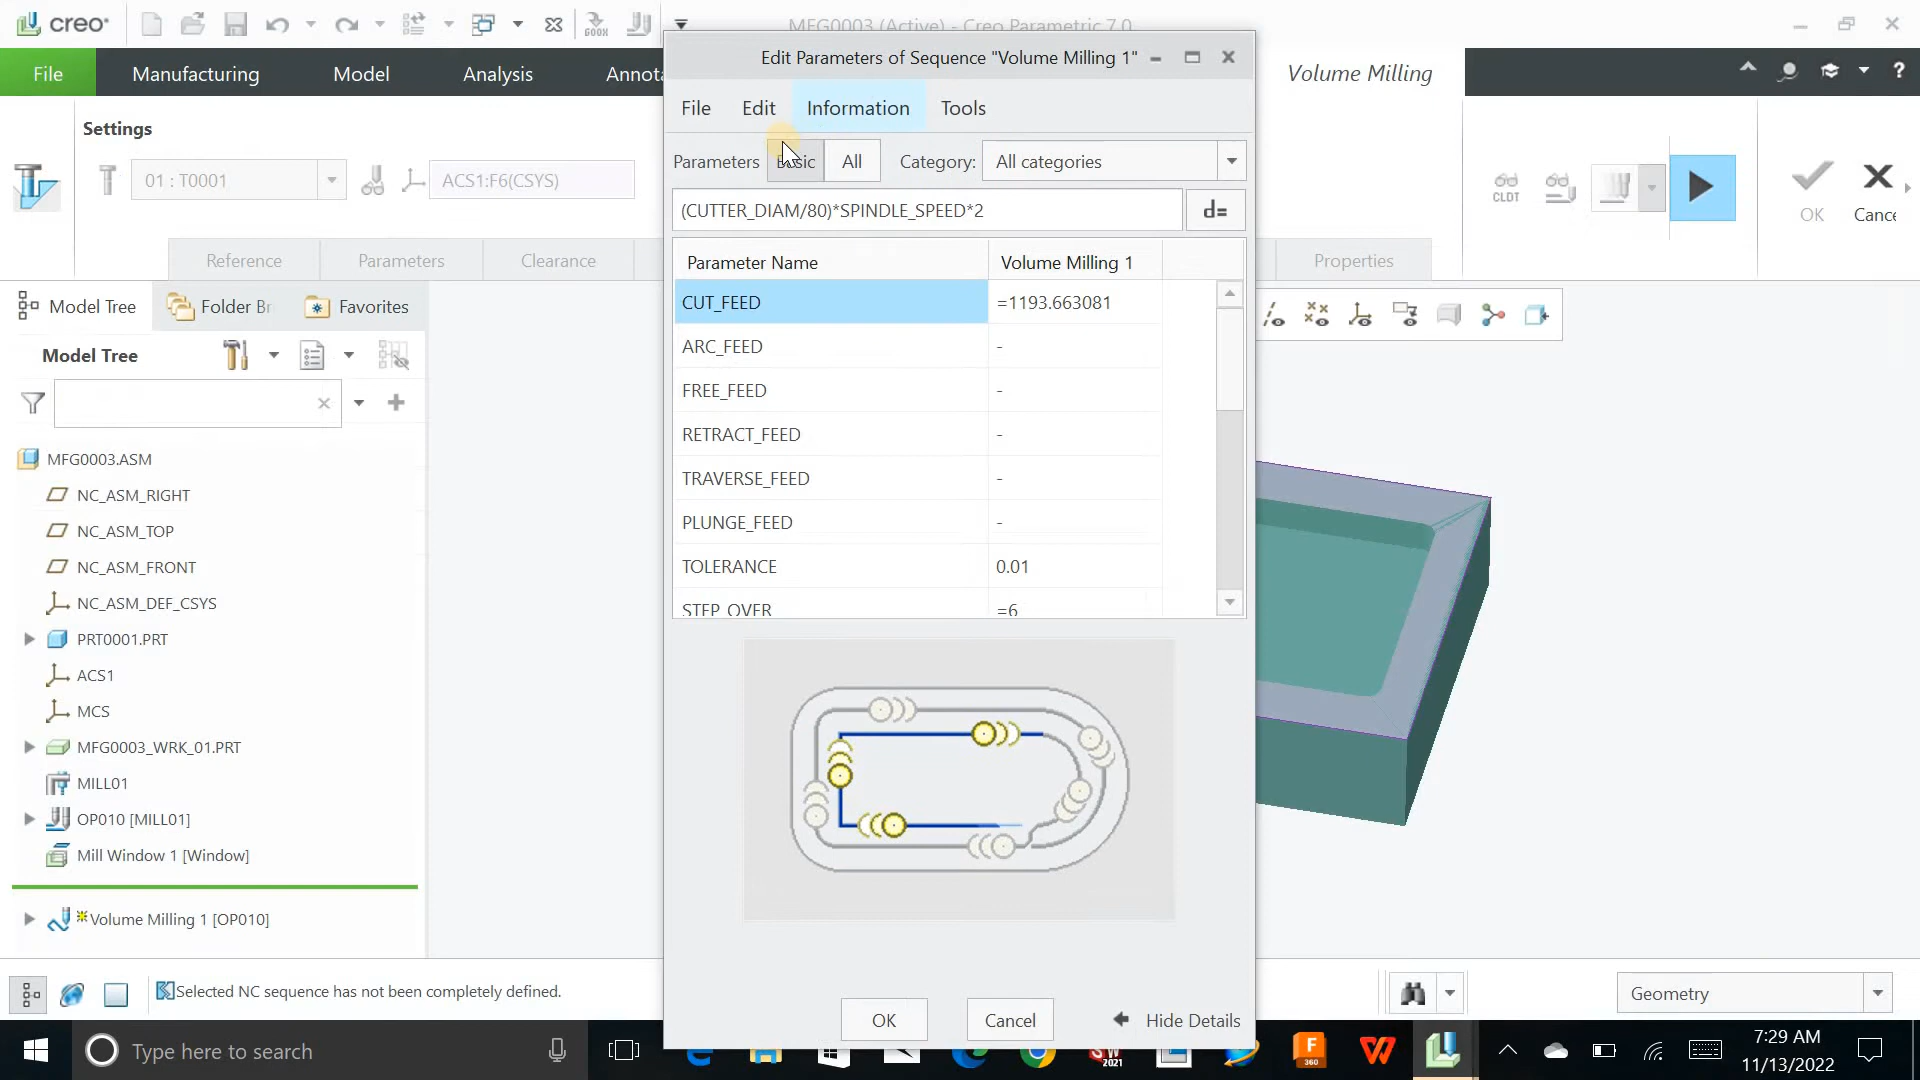 creo
MFG0003 (Active) - Creo Parametric 7.0
File
Manufacturing
Model
Analysis
Volume Milling
Settings
01 : T0001
ACS1:F6(CSYS)
CLDT
OK
Reference
Parameters
Clearance
Properties
Model Tree
Favorites
Model Tree
MFG0003.ASM
NC_ASM_RIGHT
NC_ASM_TOP
NC_ASM_FRONT
NC_ASM_DEF_CSYS
PRT0001.PRT
ACS1
MCS
MFG0003_WRK_01.PRT
MILL01
OP010 [MILL01]
Mill Window 1 [Window]
Volume Milling 1 [OP010]
Edit Parameters of Sequence "Volume Milling 1"
File
Edit
Information
Tools
Parameters
All
Category:
All categories
(CUTTER_DIAM/80)*SPINDLE_SPEED*2
d=
Parameter Name
Volume Milling 1
CUT_FEED
=1193.663081
ARC_FEED
-
FREE_FEED
-
RETRACT_FEED
-
TRAVERSE_FEED
-
PLUNGE_FEED
-
TOLERANCE
0.01
STEP_OVER
=6
OK
Cancel
Hide Details
Selected NC sequence has not been completely defined.
Geometry
Type here to search
7:29 AM
11/13/2022